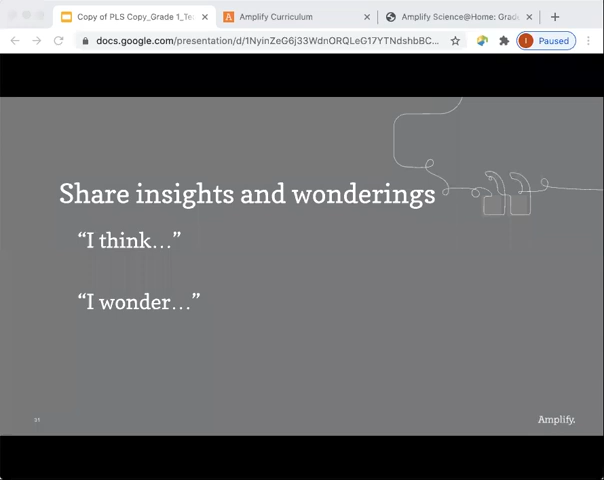 Copy of PLS Copy_Grade 1_Te
Amplify Curriculum
Amplify Science@Home: Grade
docs.google.com/presentation/d/1NyinZeG6j33WdnORQLeG17YTNdshbBC...
Paused
Share insights and wonderings
“I think...”
“I wonder...”
Amplify.